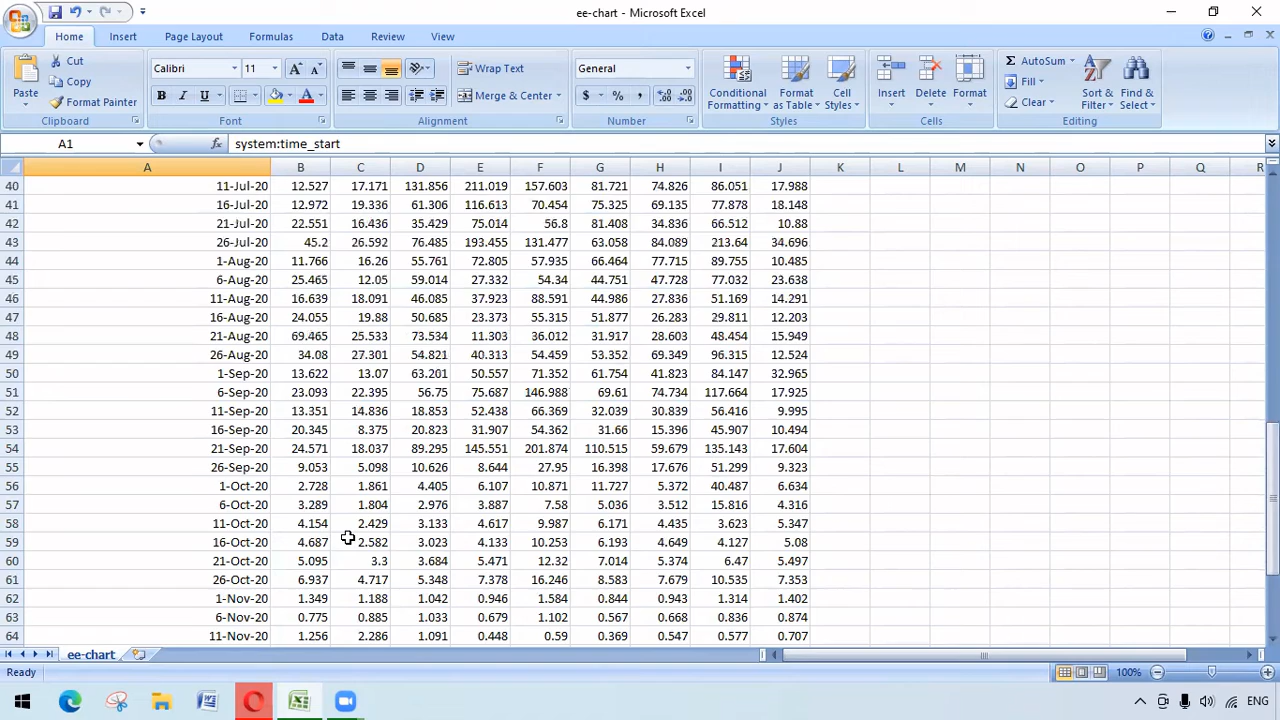 ee-chart - Microsoft Excel
Home Insert Page Layout Formulas Data Review View
Cut
Copy
Format Painter
Paste
Clipboard
Calibri 11
B I U
A
Font
Wrap Text
Merge & Center
Alignment
General
$ % ,
Number
Conditional Formatting
Format as Table
Cell Styles
Styles
Insert Delete Format
Cells
Σ AutoSum
Fill
Clear
Sort & Filter
Find & Select
Editing
A1 fx system:time_start
A B C D E F G H I J K L M N O P Q R
40 11-Jul-20 12.527 17.171 131.856 211.019 157.603 81.721 74.826 86.051 17.988
41 16-Jul-20 12.972 19.336 61.306 116.613 70.454 75.325 69.135 77.878 18.148
42 21-Jul-20 22.551 16.436 35.429 75.014 56.8 81.408 34.836 66.512 10.88
43 26-Jul-20 45.2 26.592 76.485 193.455 131.477 63.058 84.089 213.64 34.696
44 1-Aug-20 11.766 16.26 55.761 72.805 57.935 66.464 77.715 89.755 10.485
45 6-Aug-20 25.465 12.05 59.014 27.332 54.34 44.751 47.728 77.032 23.638
46 11-Aug-20 16.639 18.091 46.085 37.923 88.591 44.986 27.836 51.169 14.291
47 16-Aug-20 24.055 19.88 50.685 23.373 55.315 51.877 26.283 29.811 12.203
48 21-Aug-20 69.465 25.533 73.534 11.303 36.012 31.917 28.603 48.454 15.949
49 26-Aug-20 34.08 27.301 54.821 40.313 54.459 53.352 69.349 96.315 12.524
50 1-Sep-20 13.622 13.07 63.201 50.557 71.352 61.754 41.823 84.147 32.965
51 6-Sep-20 23.093 22.395 56.75 75.687 146.988 69.61 74.734 117.664 17.925
52 11-Sep-20 13.351 14.836 18.853 52.438 66.369 32.039 30.839 56.416 9.995
53 16-Sep-20 20.345 8.375 20.823 31.907 54.362 31.66 15.396 45.907 10.494
54 21-Sep-20 24.571 18.037 89.295 145.551 201.874 110.515 59.679 135.143 17.604
55 26-Sep-20 9.053 5.098 10.626 8.644 27.95 16.398 17.676 51.299 9.323
56 1-Oct-20 2.728 1.861 4.405 6.107 10.871 11.727 5.372 40.487 6.634
57 6-Oct-20 3.289 1.804 2.976 3.887 7.58 5.036 3.512 15.816 4.316
58 11-Oct-20 4.154 2.429 3.133 4.617 9.987 6.171 4.435 3.623 5.347
59 16-Oct-20 4.687 2.582 3.023 4.133 10.253 6.193 4.649 4.127 5.08
60 21-Oct-20 5.095 3.3 3.684 5.471 12.32 7.014 5.374 6.47 5.497
61 26-Oct-20 6.937 4.717 5.348 7.378 16.246 8.583 7.679 10.535 7.353
62 1-Nov-20 1.349 1.188 1.042 0.946 1.584 0.844 0.943 1.314 1.402
63 6-Nov-20 0.775 0.885 1.033 0.679 1.102 0.567 0.668 0.836 0.874
64 11-Nov-20 1.256 2.286 1.091 0.448 0.59 0.369 0.547 0.577 0.707
ee-chart
Ready 100%
ENG